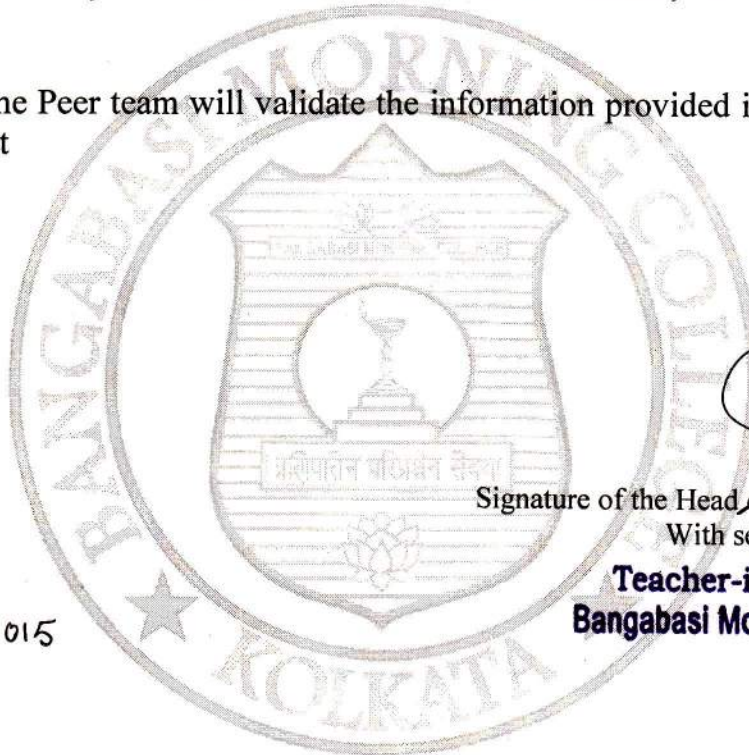 he Peer team will validate the information provided i
t
BANGABASI MORNING COLLEGE
Signature of the Head
With se
Teacher-i
Bangabasi Mo
015
KOLKATA